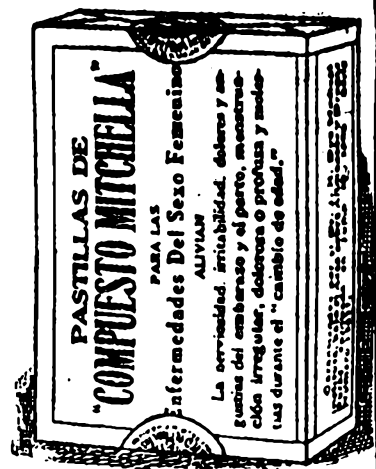 PASTILLAS DE
"COMPUESTO MITCHELLA"
PARA LAS
Enfermedades Del Sexo Femenino
ALIVIAN
La nerviosidad, irritabilidad, dolores y an-
gustias del embarazo y el parto, menstrua-
ción irregular, dolorosa o profusa y moles-
tias durante el "cambio de edad."